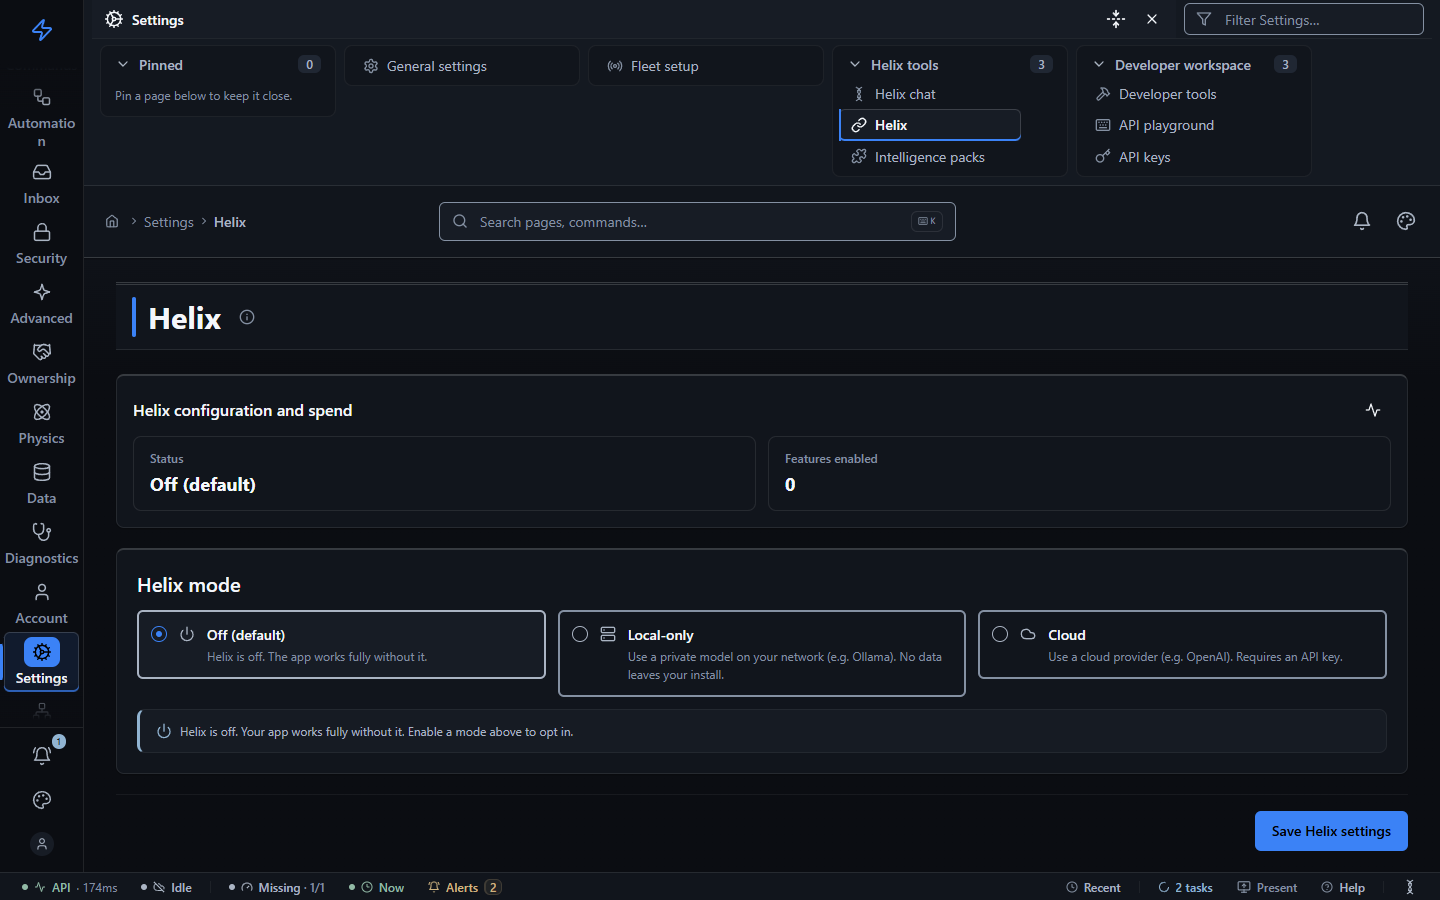 Settings
Filter Settings...
Pinned
0
Pin a page below to keep it close.
General settings
Fleet setup
Helix tools
3
Helix chat
Helix
Intelligence packs
Developer workspace
3
Developer tools
API playground
API keys
Automatio
n
Inbox
Security
Advanced
Ownership
Physics
Data
Diagnostics
Account
Settings
1
Settings
Helix
Search pages, commands...
K
Helix
Helix configuration and spend
Status
Off (default)
Features enabled
0
Helix mode
Off (default)
Helix is off. The app works fully without it.
Local-only
Use a private model on your network (e.g. Ollama). No data
leaves your install.
Cloud
Use a cloud provider (e.g. OpenAI). Requires an API key.
Helix is off. Your app works fully without it. Enable a mode above to opt in.
Save Helix settings
API · 174ms
Idle
Missing · 1/1
Now
Alerts 2
Recent
2 tasks
Present
Help